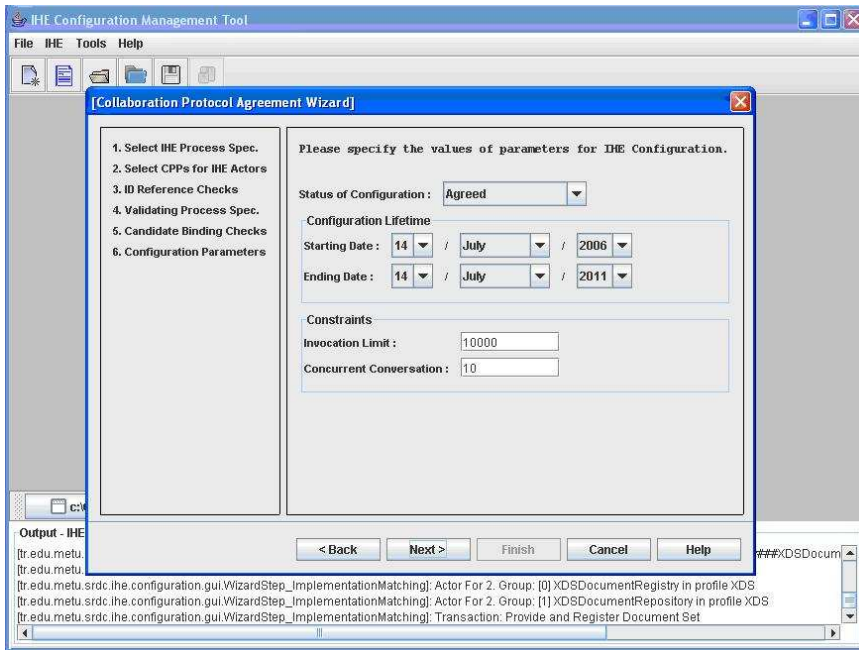 IHE Configuration Management Tool
File IHE Tools Help
[Collaboration Protocol Agreement Wizard]
1. Select IHE Process Spec.
2. Select CPPs for IHE Actors
3. ID Reference Checks
4. Validating Process Spec.
5. Candidate Binding Checks
6. Configuration Parameters
Please specify the values of parameters for IHE Configuration.
Status of Configuration : Agreed
Configuration Lifetime
Starting Date : 14 / July / 2006
Ending Date : 14 / July / 2011
Constraints
Invocation Limit : 10000
Concurrent Conversation : 10
< Back Next > Finish Cancel Help
c:\
Output - IHE
[tr.edu.metu. ###XDSDocum
[tr.edu.metu.
[tr.edu.metu.srdc.ihe.configuration.gui.WizardStep_ImplementationMatching]: Actor For 2. Group: [0] XDSDocumentRegistry in profile XDS
[tr.edu.metu.srdc.ihe.configuration.gui.WizardStep_ImplementationMatching]: Actor For 2. Group: [1] XDSDocumentRepository in profile XDS
[tr.edu.metu.srdc.ihe.configuration.gui.WizardStep_ImplementationMatching]: Transaction: Provide and Register Document Set